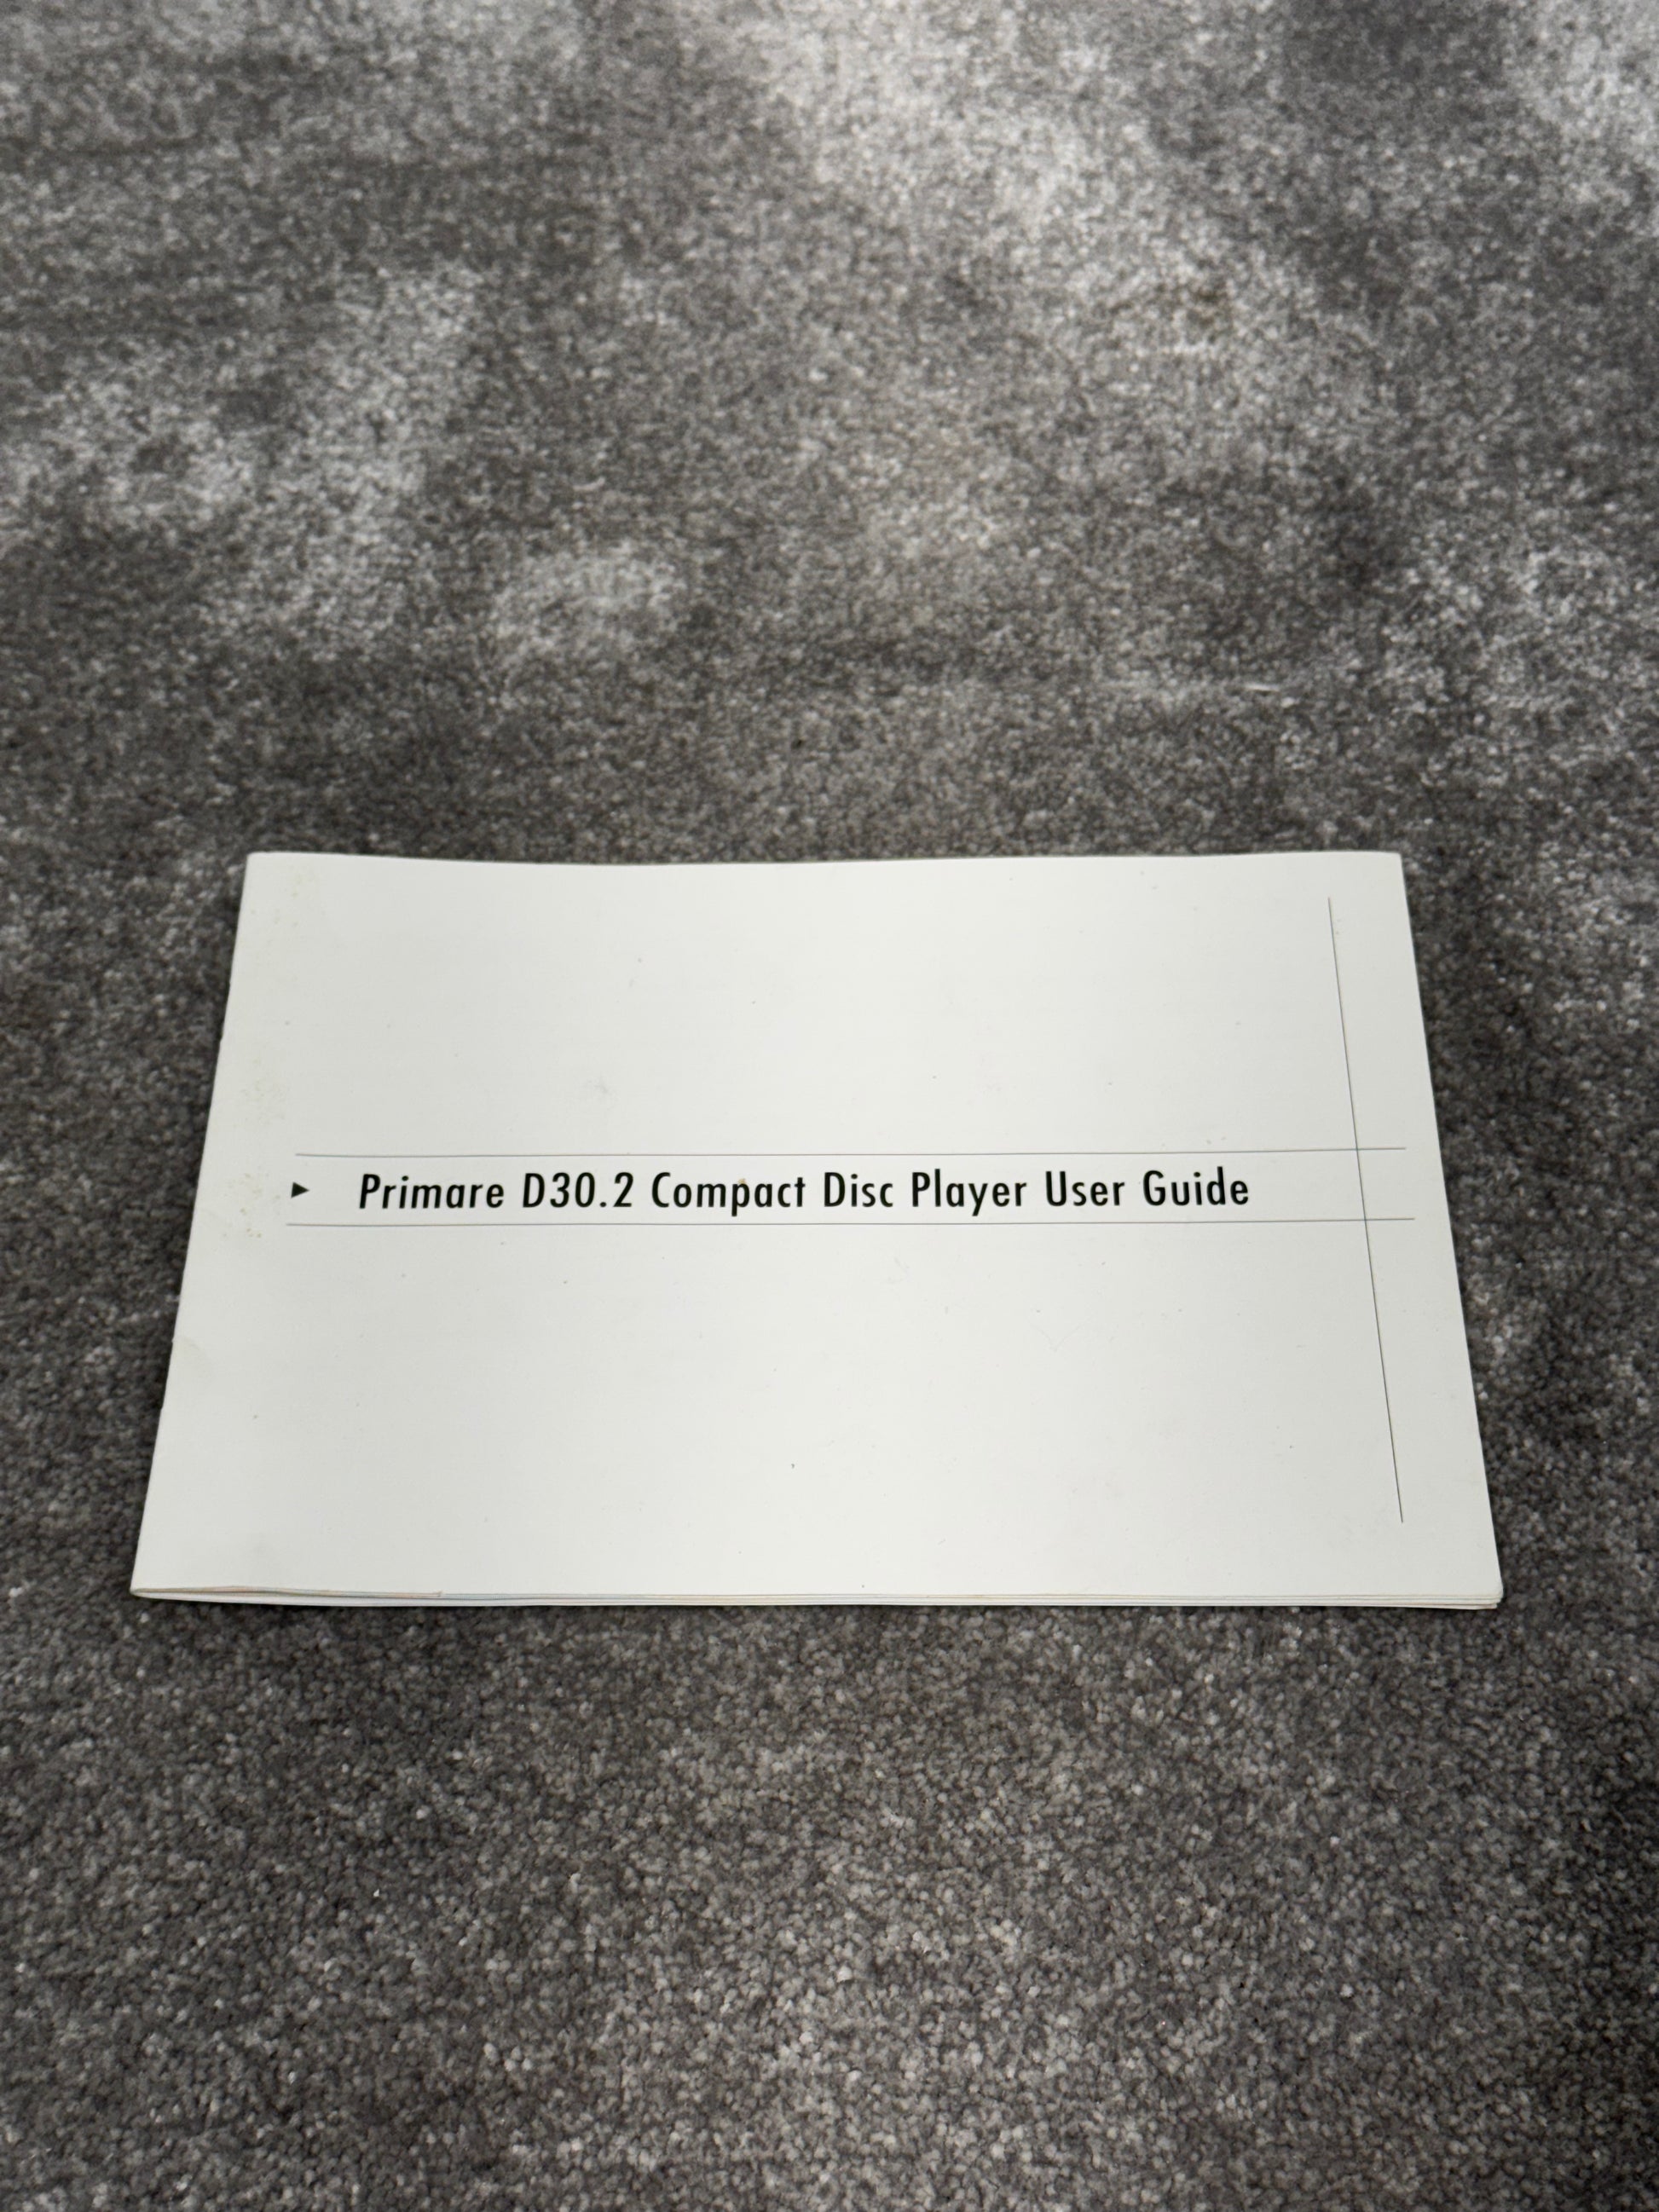 ► Primare D30.2 Compact Disc Player User Guide